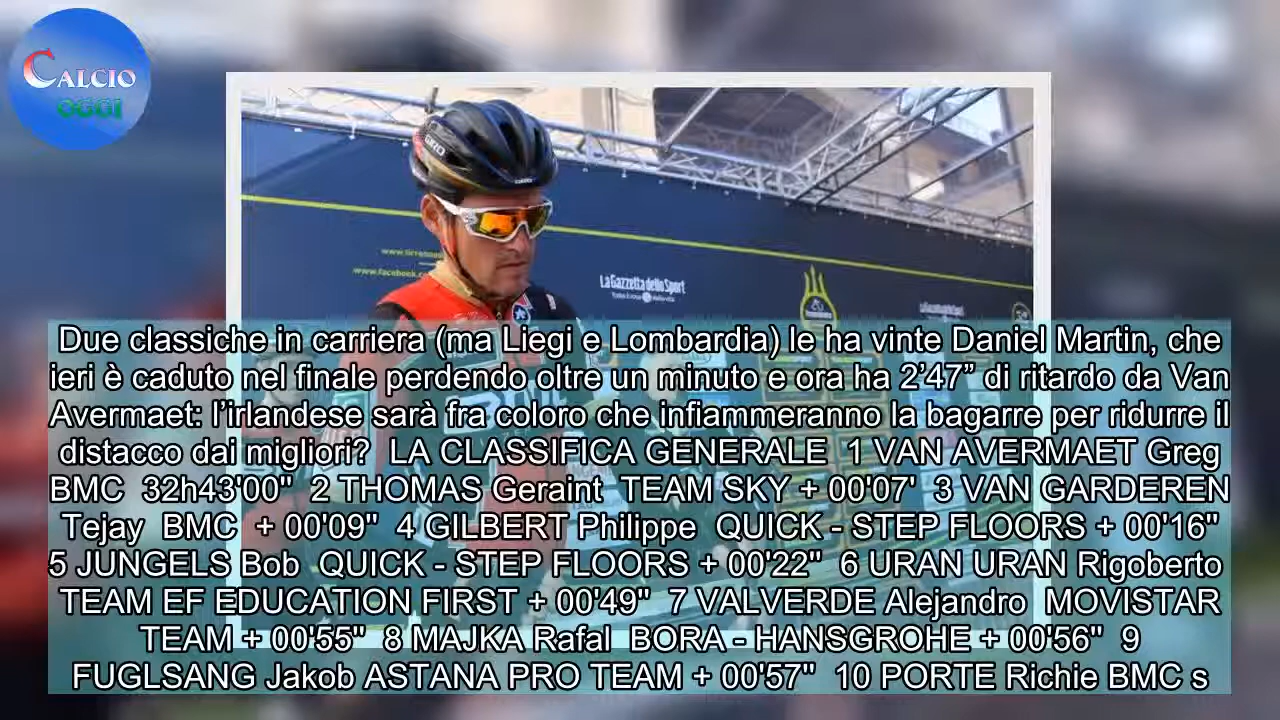 CALCIO
OGGI
GIRO
www.tirreno
www.facebook.c
La Gazzetta dello Sport
Due classiche in carriera (ma Liegi e Lombardia) le ha vinte Daniel Martin, che
ieri è caduto nel finale perdendo oltre un minuto e ora ha 2’47” di ritardo da Van
Avermaet: l’irlandese sarà fra coloro che infiammeranno la bagarre per ridurre il
distacco dai migliori? LA CLASSIFICA GENERALE 1 VAN AVERMAET Greg
BMC 32h43'00" 2 THOMAS Geraint TEAM SKY + 00'07' 3 VAN GARDEREN
Tejay BMC + 00'09" 4 GILBERT Philippe QUICK - STEP FLOORS + 00'16"
5 JUNGELS Bob QUICK - STEP FLOORS + 00'22" 6 URAN URAN Rigoberto
TEAM EF EDUCATION FIRST + 00'49" 7 VALVERDE Alejandro MOVISTAR
TEAM + 00'55" 8 MAJKA Rafal BORA - HANSGROHE + 00'56" 9
FUGLSANG Jakob ASTANA PRO TEAM + 00'57" 10 PORTE Richie BMC s